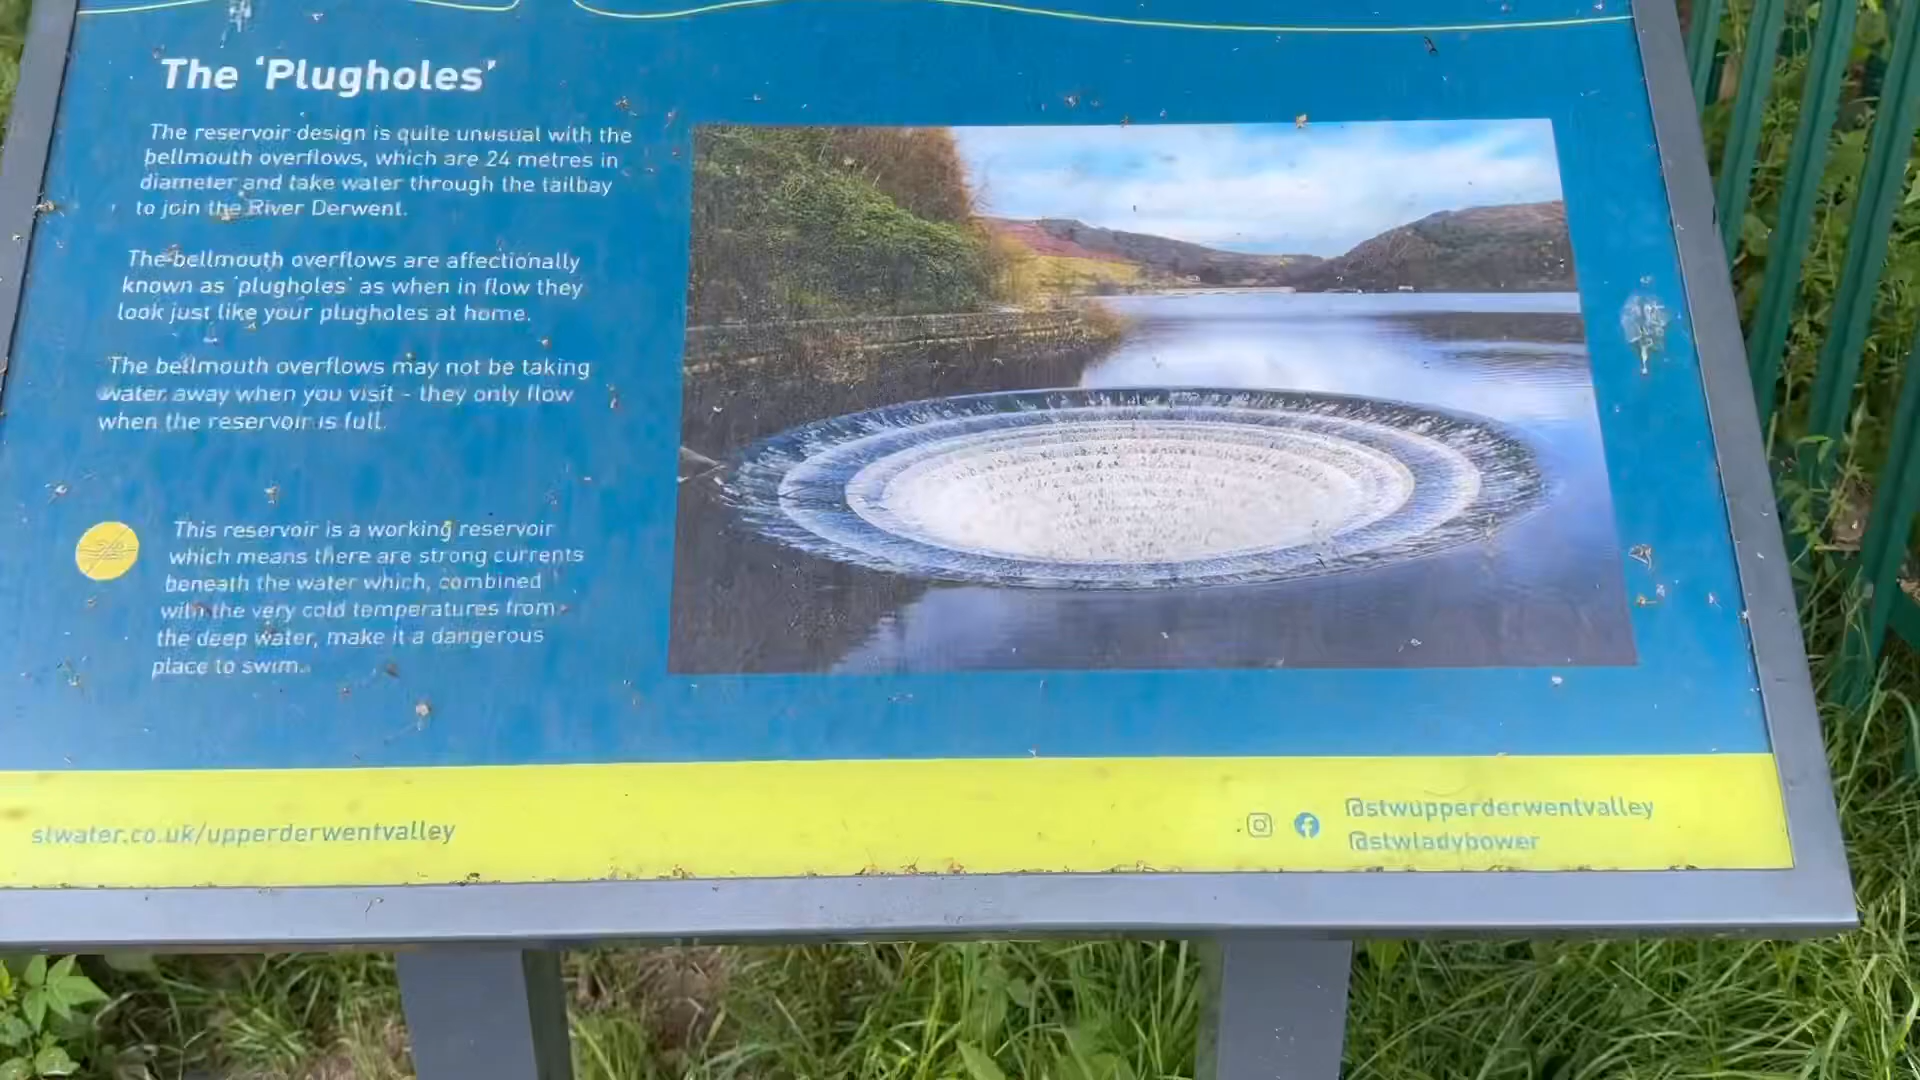 The ‘Plugholes’
The reservoir design is quite unusual with the
bellmouth overflows, which are 24 metres in
diameter and take water through the tailbay
to join the River Derwent.
The bellmouth overflows are affectionally
known as ‘plugholes’ as when in flow they
look just like your plugholes at home.
The bellmouth overflows may not be taking
water away when you visit - they only flow
when the reservoir is full.
This reservoir is a working reservoir
which means there are strong currents
beneath the water which, combined
with the very cold temperatures from
the deep water, make it a dangerous
place to swim.
stwater.co.uk/upperderwentvalley
@stwupperderwentvalley
@stwladybower